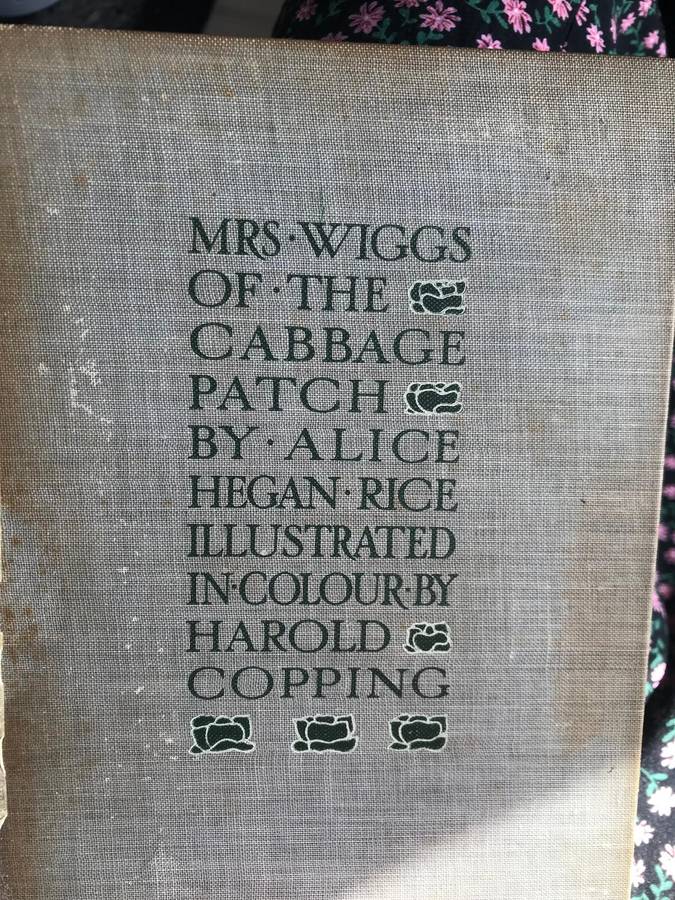 MRS·WIGGS
OF·THE
CABBAGE
PATCH
BY·ALICE
HEGAN·RICE
ILLUSTRATED
IN·COLOUR·BY
HAROLD
COPPING